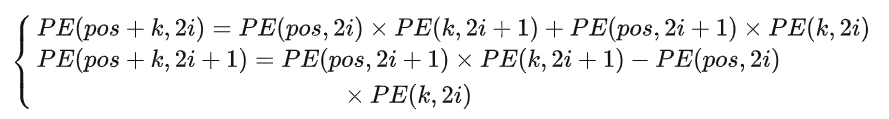 PE(pos + k, 2i) = PE(pos, 2i) × PE(k, 2i + 1) + PE(pos, 2i + 1) × PE(k, 2i)
PE(pos + k, 2i + 1) = PE(pos, 2i + 1) × PE(k, 2i + 1) − PE(pos, 2i)
× PE(k, 2i)